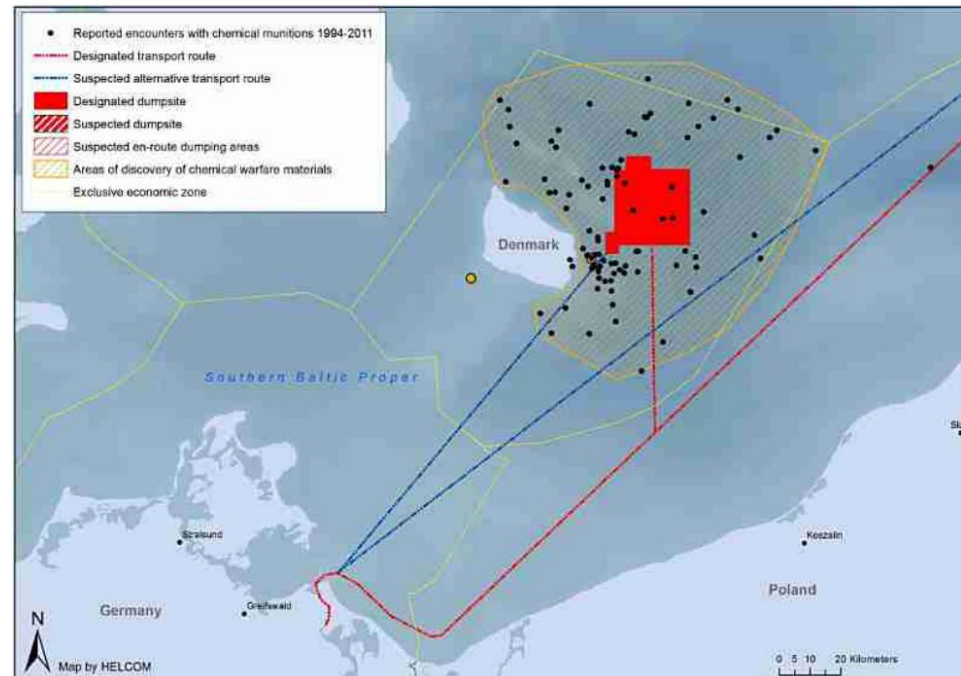 Reported encounters with chemical munitions 1994-2011
Designated transport route
Suspected alternative transport route
Designated dumpsite
Suspected dumpsite
Suspected en-route dumping areas
Areas of discovery of chemical warfare materials
Exclusive economic zone
Denmark
Southern Baltic Proper
Stralsund
Koszalin
Poland
Germany
Greifswald
N
Map by HELCOM
0 5 10 20 Kilometers